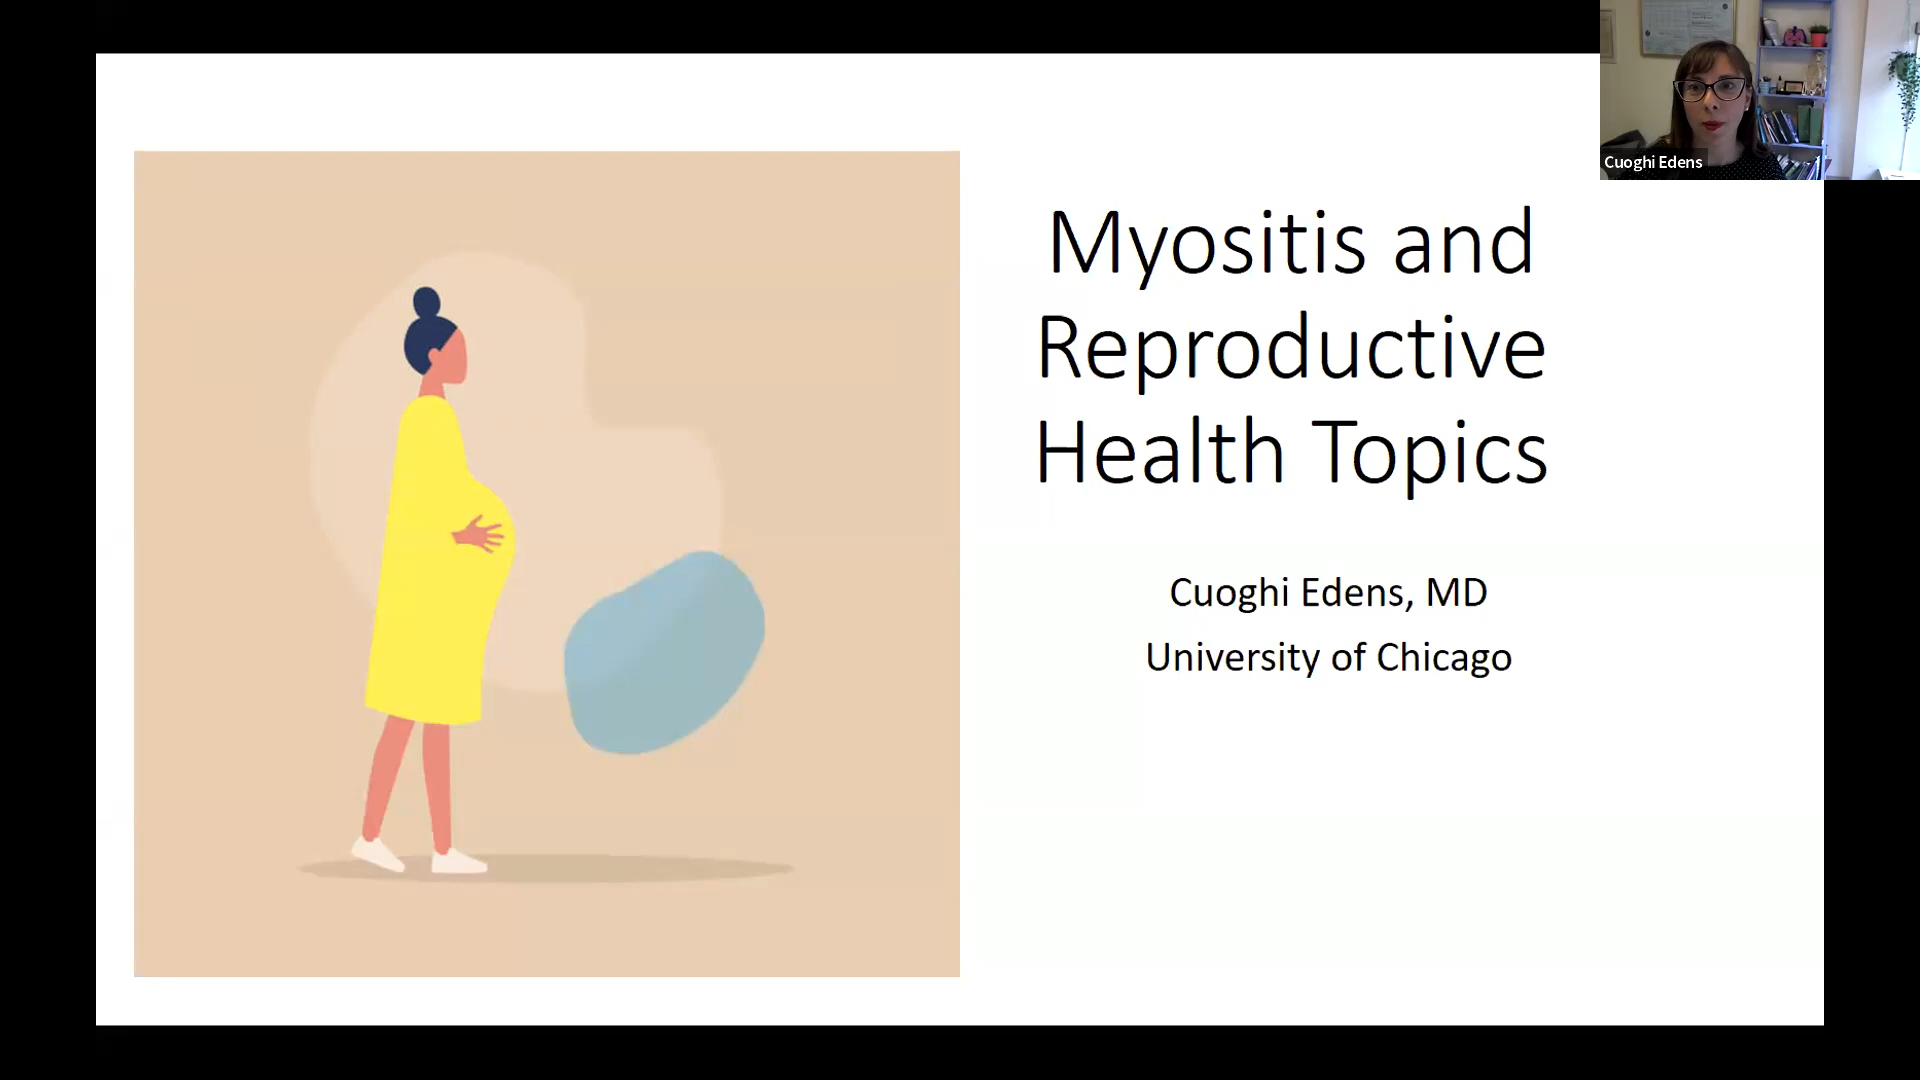 Myositis and
Reproductive
Health Topics
Cuoghi Edens, MD
University of Chicago
Cuoghi Edens